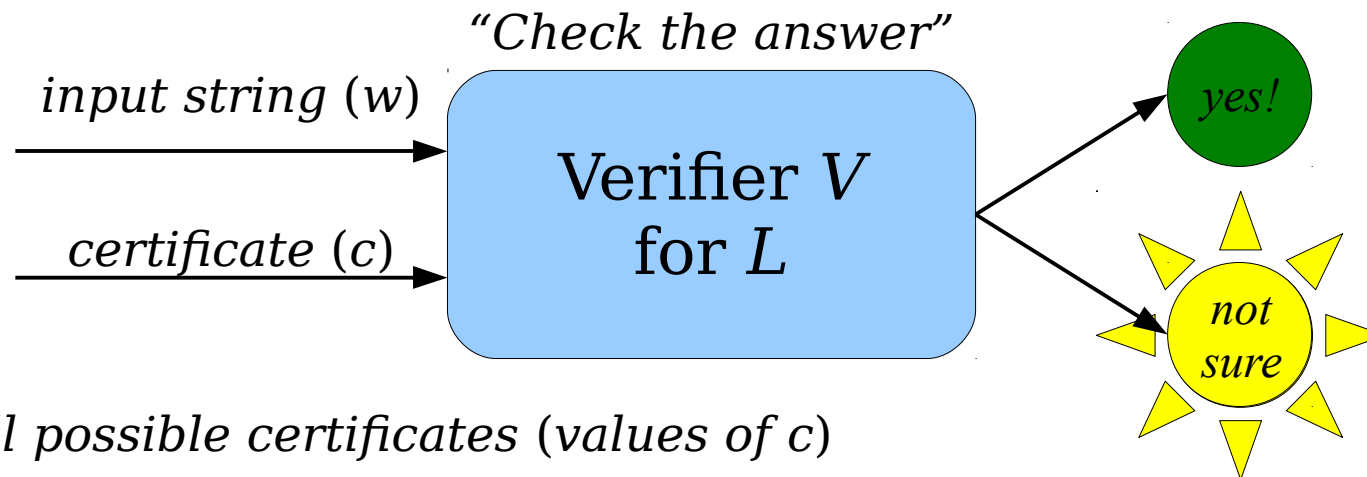 “Check the answer”
input string (w)
certificate (c)
Verifier V
for L
yes!
not
sure
possible certificates (values of c)